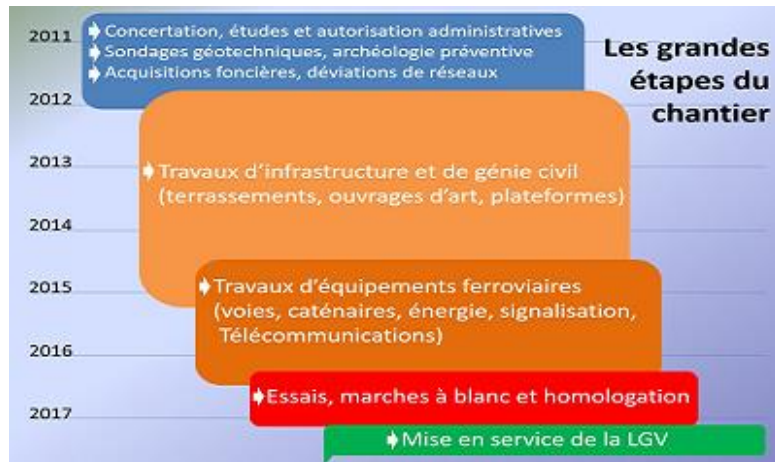 Les grandes
étapes du
chantier
2011
➧Concertation, études et autorisation administratives
➧Sondages géotechniques, archéologie préventive
➧Acquisitions foncières, déviations de réseaux
2012
2013
➧Travaux d'infrastructure et de génie civil
(terrassements, ouvrages d'art, plateformes)
2014
2015
➧Travaux d'équipements ferroviaires
(voies, caténaires, énergie, signalisation,
Télécommunications)
2016
➧Essais, marches à blanc et homologation
2017
➧Mise en service de la LGV